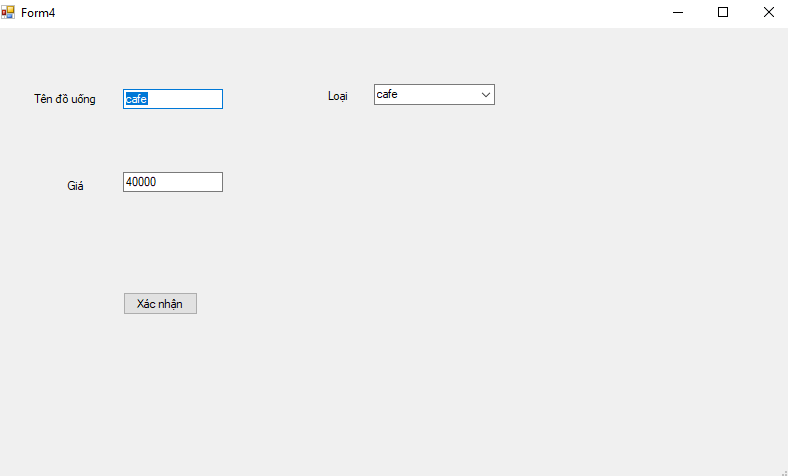 Form4
Tên đồ uống
cafe
Loại
cafe
Giá
40000
Xác nhận